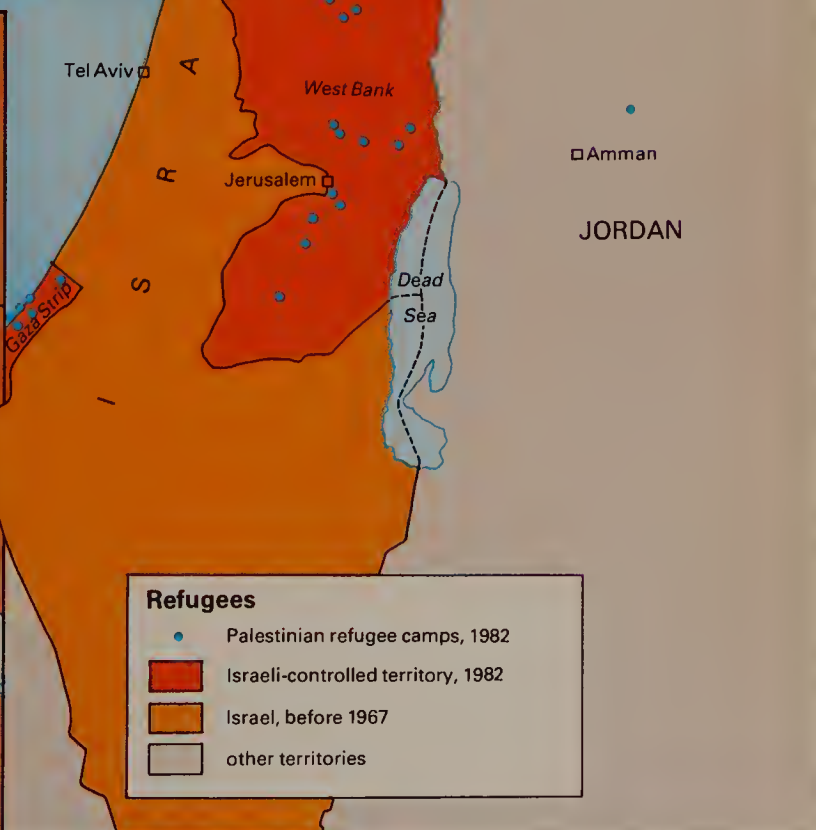 Tel Aviv
A
West Bank
Amman
R
Jerusalem
JORDAN
S
Dead
Sea
Gaza Strip
I
Refugees
Palestinian refugee camps, 1982
Israeli-controlled territory, 1982
Israel, before 1967
other territories